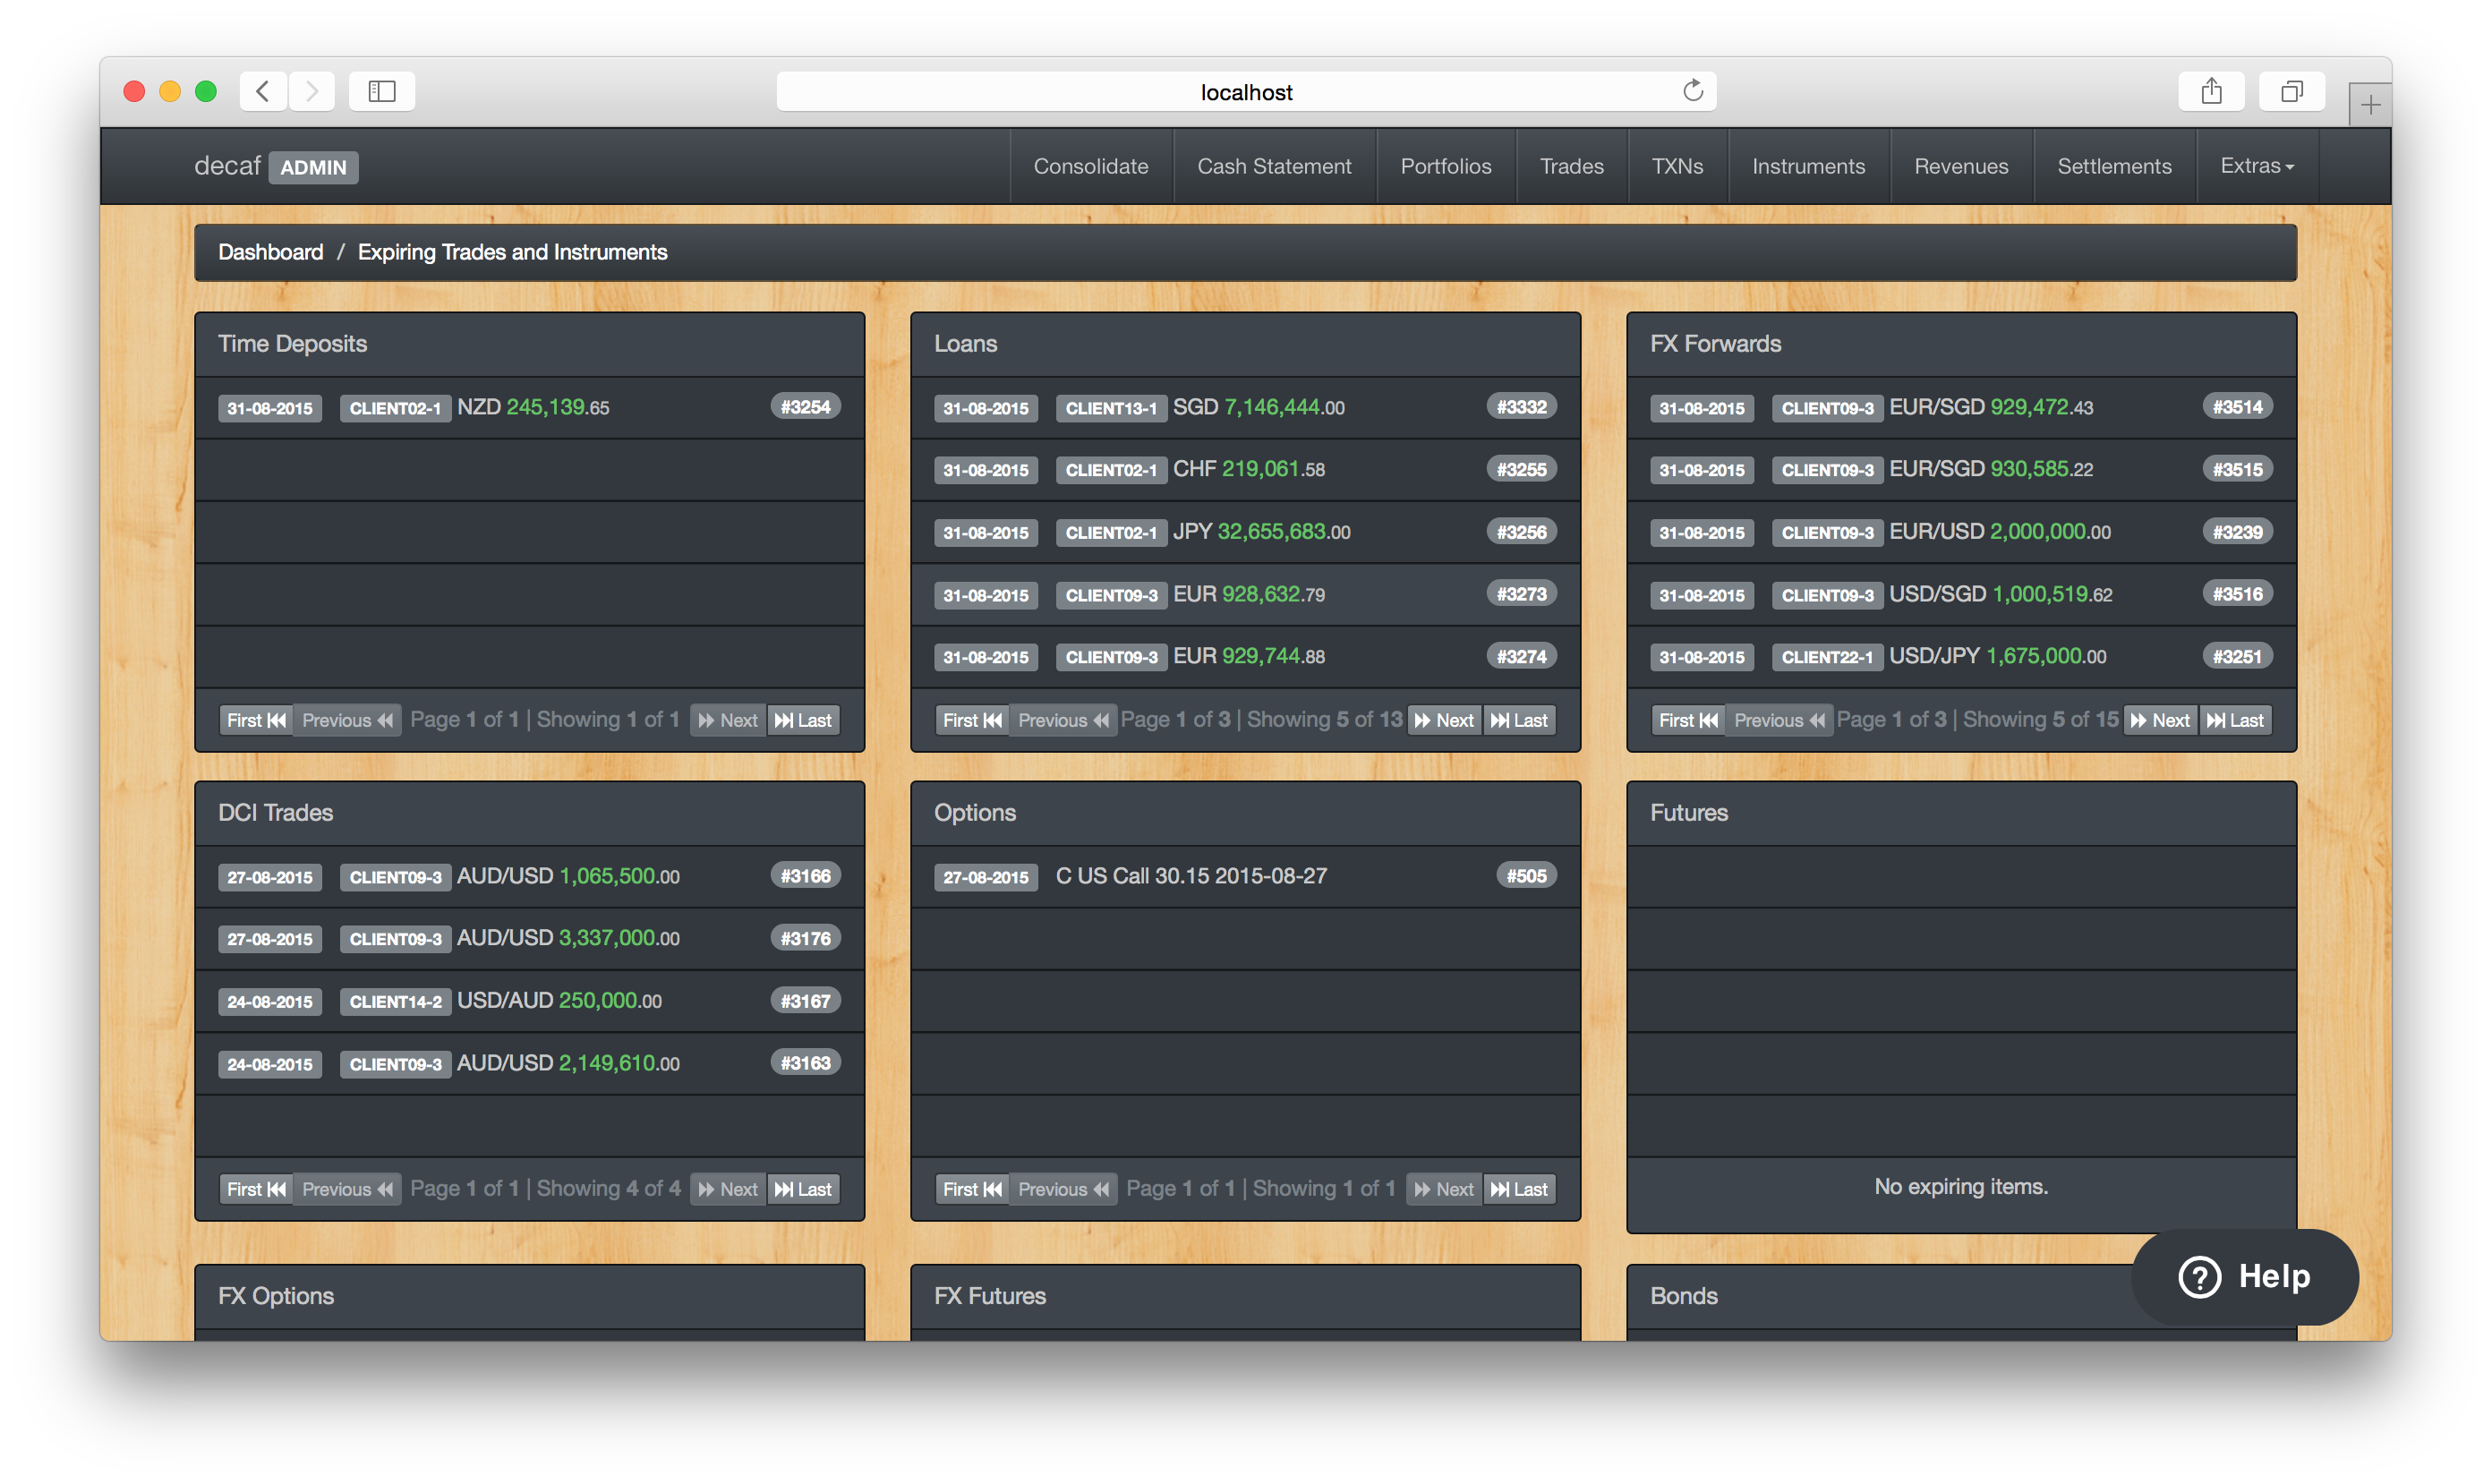 localhost
decaf ADMIN Consolidate Cash Statement Portfolios Trades TXNs Instruments Revenues Settlements Extras
Dashboard / Expiring Trades and Instruments
Time Deposits
31-08-2015 CLIENT02-1 NZD 245,139.65 #3254
First Previous Page 1 of 1 | Showing 1 of 1 Next Last
Loans
31-08-2015 CLIENT13-1 SGD 7,146,444.00 #3332
31-08-2015 CLIENT02-1 CHF 219,061.58 #3255
31-08-2015 CLIENT02-1 JPY 32,655,683.00 #3256
31-08-2015 CLIENT09-3 EUR 928,632.79 #3273
31-08-2015 CLIENT09-3 EUR 929,744.88 #3274
First Previous Page 1 of 3 | Showing 5 of 13 Next Last
FX Forwards
31-08-2015 CLIENT09-3 EUR/SGD 929,472.43 #3514
31-08-2015 CLIENT09-3 EUR/SGD 930,585.22 #3515
31-08-2015 CLIENT09-3 EUR/USD 2,000,000.00 #3239
31-08-2015 CLIENT09-3 USD/SGD 1,000,519.62 #3516
31-08-2015 CLIENT22-1 USD/JPY 1,675,000.00 #3251
First Previous Page 1 of 3 | Showing 5 of 15 Next Last
DCI Trades
27-08-2015 CLIENT09-3 AUD/USD 1,065,500.00 #3166
27-08-2015 CLIENT09-3 AUD/USD 3,337,000.00 #3176
24-08-2015 CLIENT14-2 USD/AUD 250,000.00 #3167
24-08-2015 CLIENT09-3 AUD/USD 2,149,610.00 #3163
First Previous Page 1 of 1 | Showing 4 of 4 Next Last
Options
27-08-2015 C US Call 30.15 2015-08-27 #505
First Previous Page 1 of 1 | Showing 1 of 1 Next Last
Futures
No expiring items.
FX Options
FX Futures
Bonds
Help